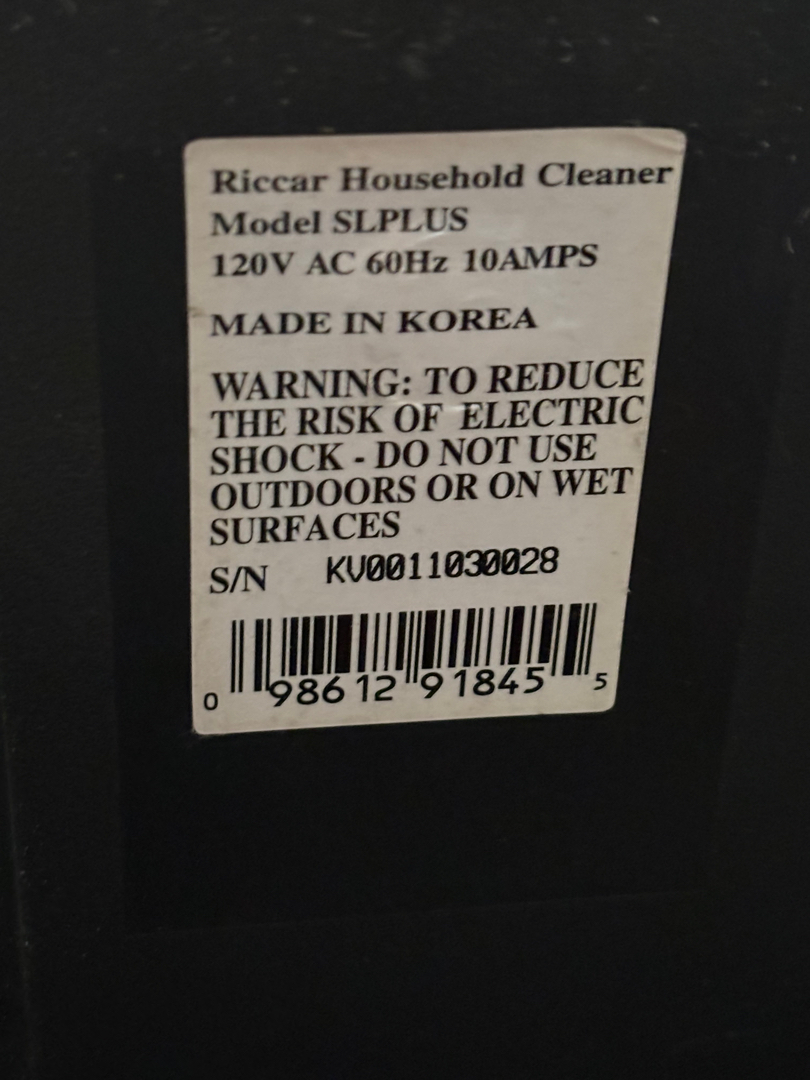 Riccar Household Cleaner
Model SLPLUS
120V AC 60Hz 10AMPS
MADE IN KOREA
WARNING: TO REDUCE
THE RISK OF ELECTRIC
SHOCK - DO NOT USE
OUTDOORS OR ON WET
SURFACES
S/N KV0011030028
0 98612 91845 5